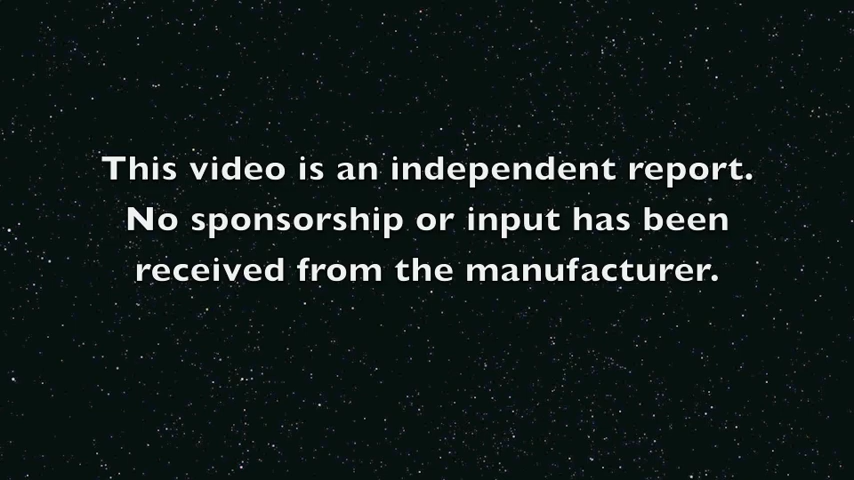 This video is an independent report.
No sponsorship or input has been
received from the manufacturer.